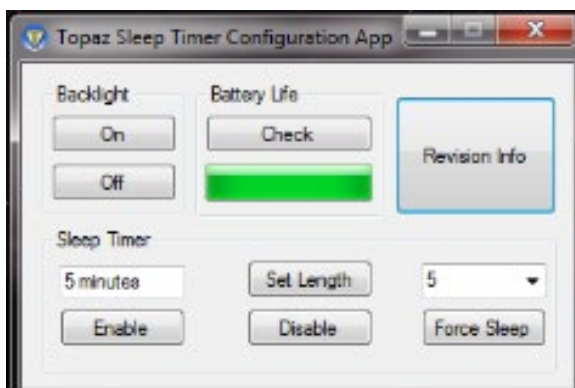 Topaz Sleep Timer Configuration App
Backlight
On
Off
Battery Life
Check
Revision Info
Sleep Timer
5 minutes
Set Length
5
Enable
Disable
Force Sleep